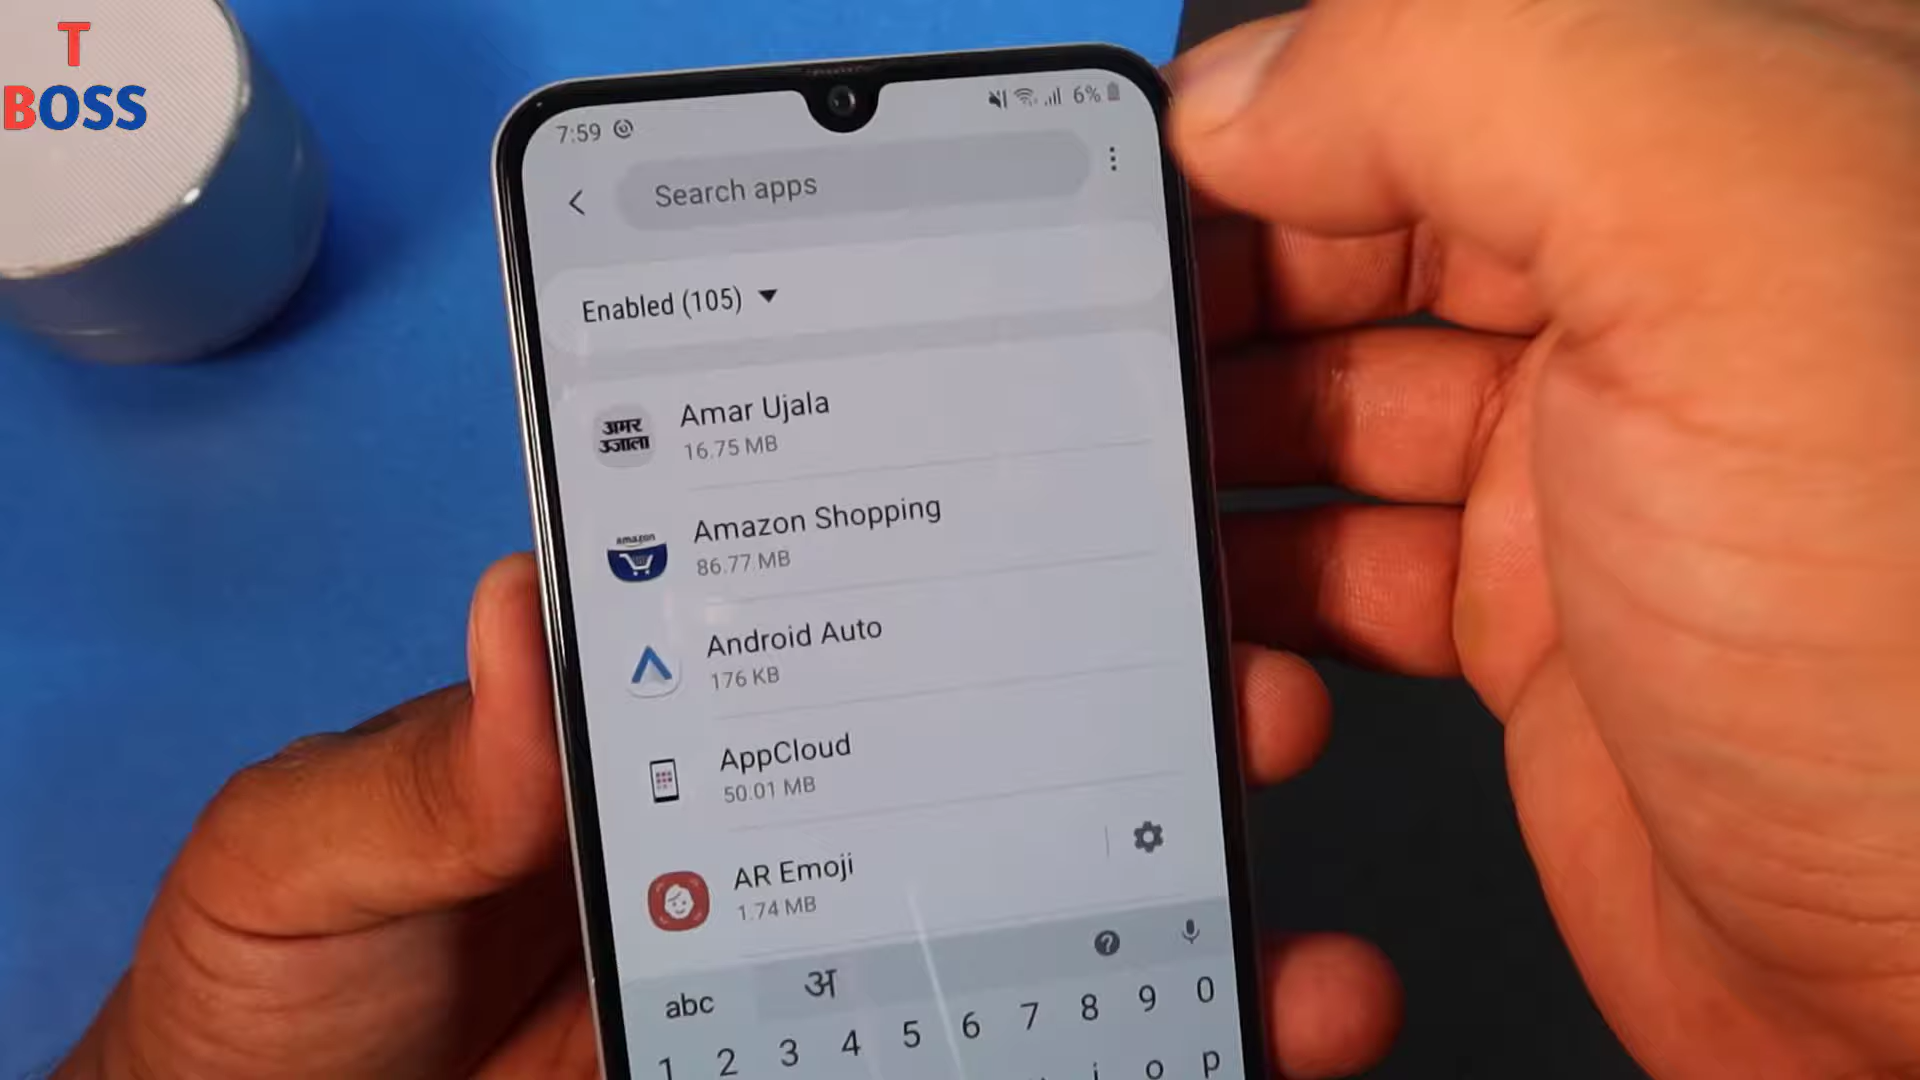 T
BOSS
7:59
6%
Search apps
Enabled (105)
अमर
उजाला
Amar Ujala
16.75 MB
amazon
Amazon Shopping
86.77 MB
Android Auto
176 KB
AppCloud
50.01 MB
AR Emoji
1.74 MB
abc अ
1 2 3 4 5 6 7 8 9 0
i o p